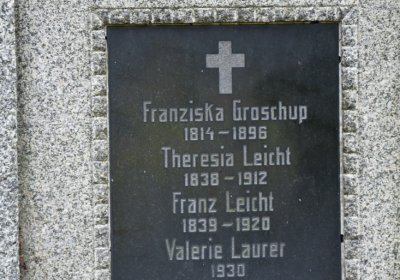 Franziska Groschup
1814-1896
Theresia Leicht
1838-1912
Franz Leicht
1839-1920
Valerie Laurer
1930